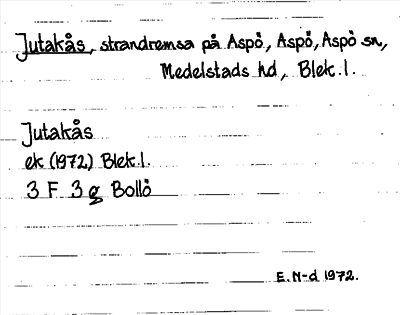 Jutakås, strandremsa på Aspö, Aspö, Aspö sn,
Medelstads hd, Blek.l.
Jutakås
ek (1972) Blek.l.
3 F 3 g Bollö
E.N-d 1972.